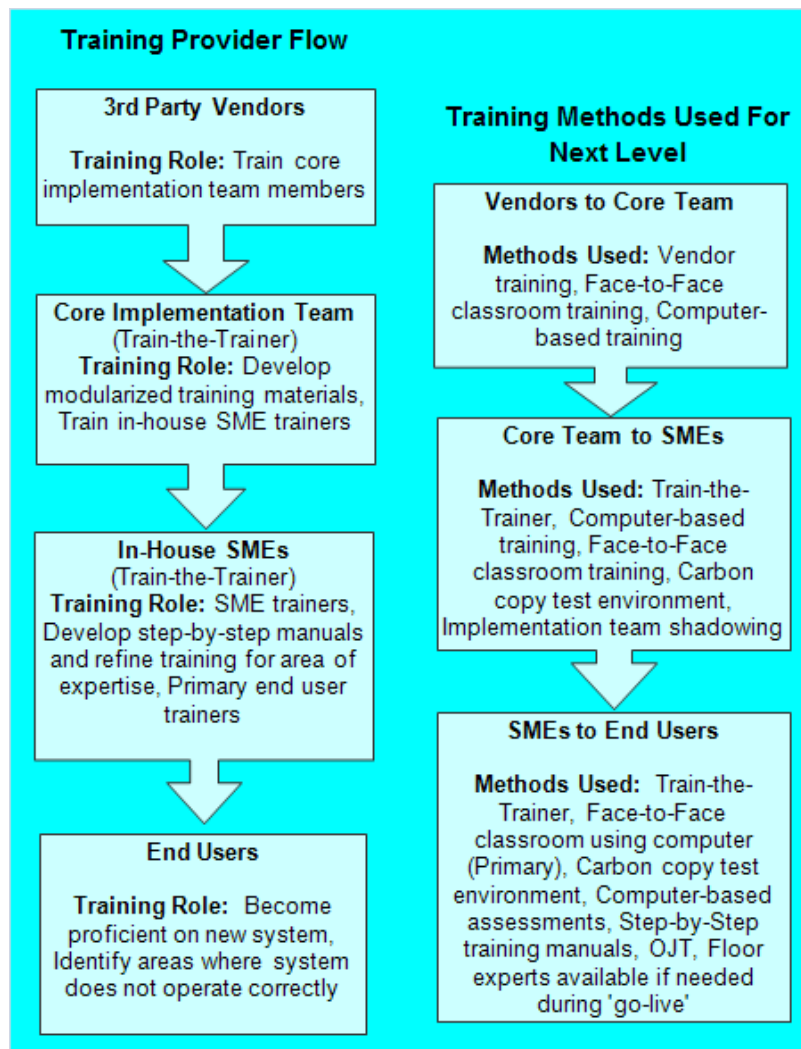 Training Provider Flow
3rd Party Vendors
Training Role: Train core
implementation team members
Core Implementation Team
(Train-the-Trainer)
Training Role: Develop
modularized training materials,
Train in-house SME trainers
In-House SMEs
(Train-the-Trainer)
Training Role: SME trainers,
Develop step-by-step manuals
and refine training for area of
expertise, Primary end user
trainers
End Users
Training Role: Become
proficient on new system,
Identify areas where system
does not operate correctly
Training Methods Used For
Next Level
Vendors to Core Team
Methods Used: Vendor
training, Face-to-Face
classroom training, Computer-
based training
Core Team to SMEs
Methods Used: Train-the-
Trainer, Computer-based
training, Face-to-Face
classroom training, Carbon
copy test environment,
Implementation team shadowing
SMEs to End Users
Methods Used: Train-the-
Trainer, Face-to-Face
classroom using computer
(Primary), Carbon copy test
environment, Computer-based
assessments, Step-by-Step
training manuals, OJT, Floor
experts available if needed
during 'go-live'